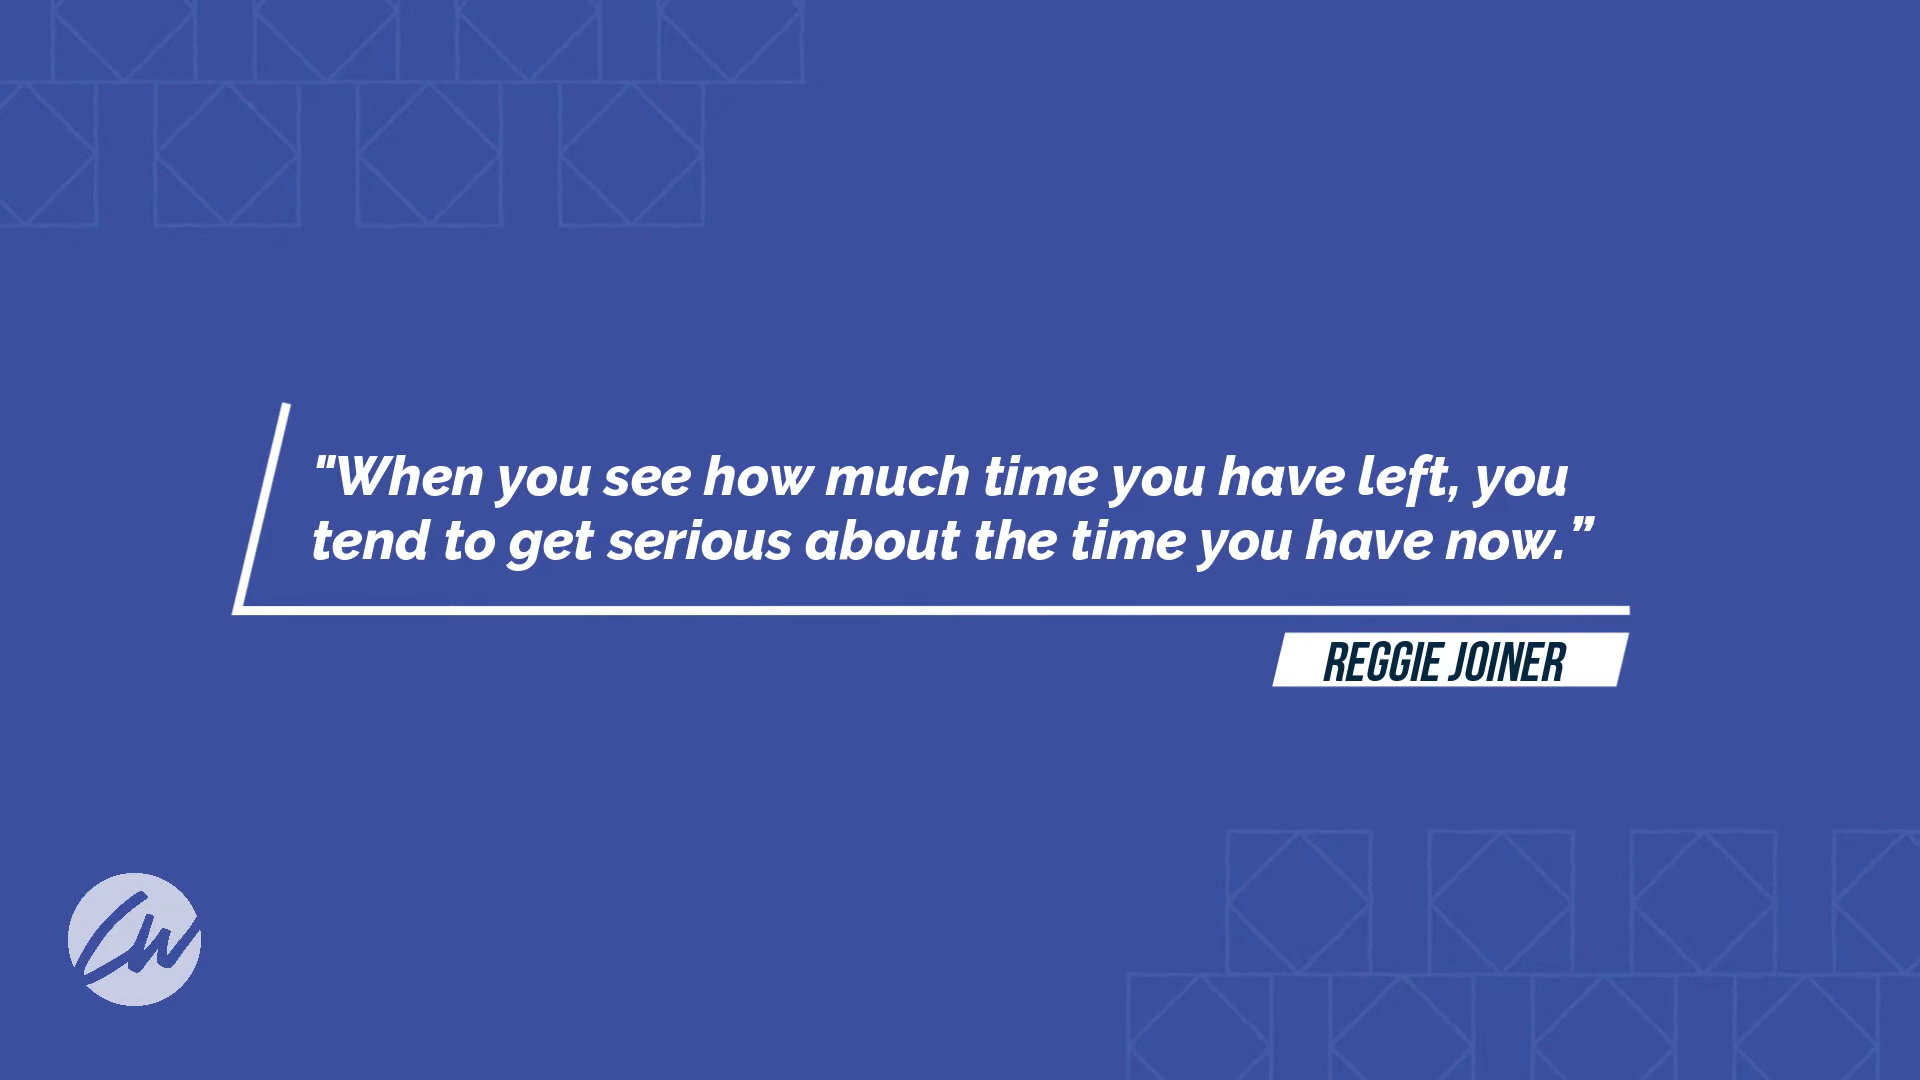 "When you see how much time you have left, you
tend to get serious about the time you have now.”
REGGIE JOINER
CW